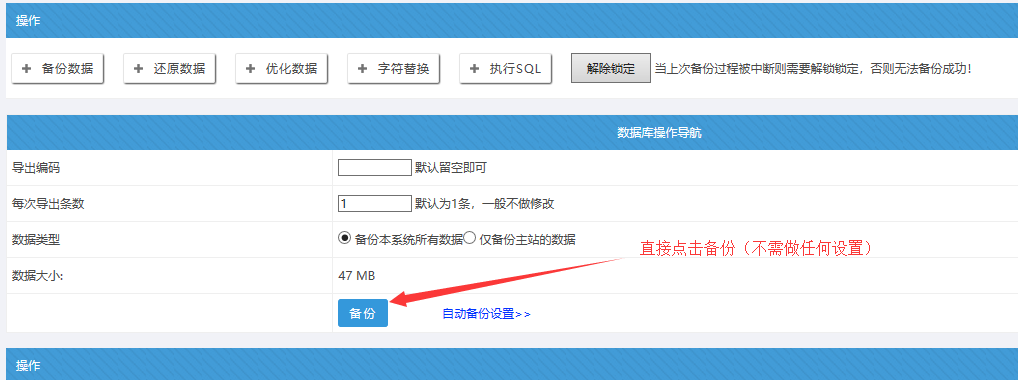 操作
+ 备份数据 + 还原数据 + 优化数据 + 字符替换 + 执行SQL 解除锁定 当上次备份过程被中断则需要解锁锁定，否则无法备份成功！
数据库操作导航
导出编码 默认留空即可
每次导出条数 1 默认为1条，一般不做修改
数据类型 备份本系统所有数据 仅备份主站的数据
直接点击备份（不需做任何设置）
数据大小: 47 MB
备份 自动备份设置>>
操作